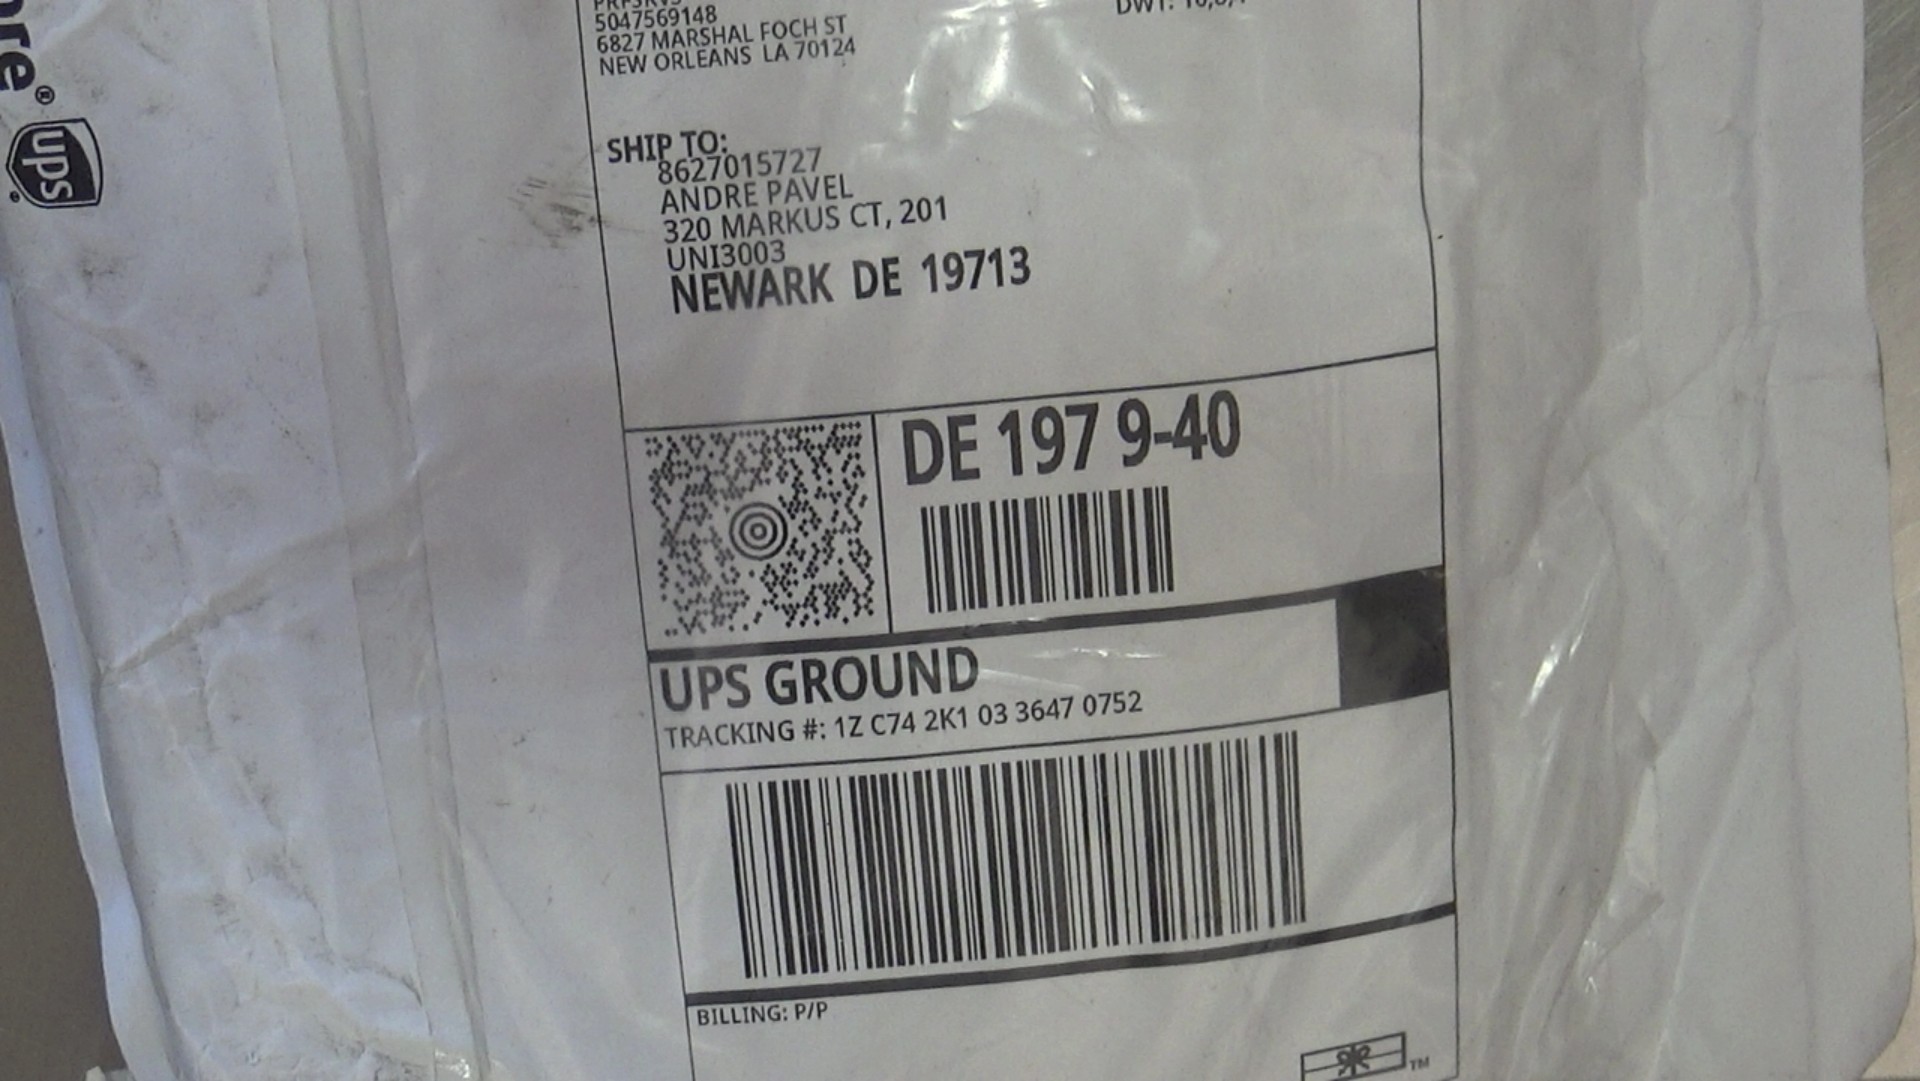 5047569148
6827 MARSHAL FOCH ST
NEW ORLEANS LA 70124
SHIP TO:
8627015727
ANDRE PAVEL
320 MARKUS CT, 201
UNI3003
NEWARK DE 19713
DE 197 9-40
UPS GROUND
TRACKING #: 1Z C74 2K1 03 3647 0752
BILLING: P/P
TM
ups